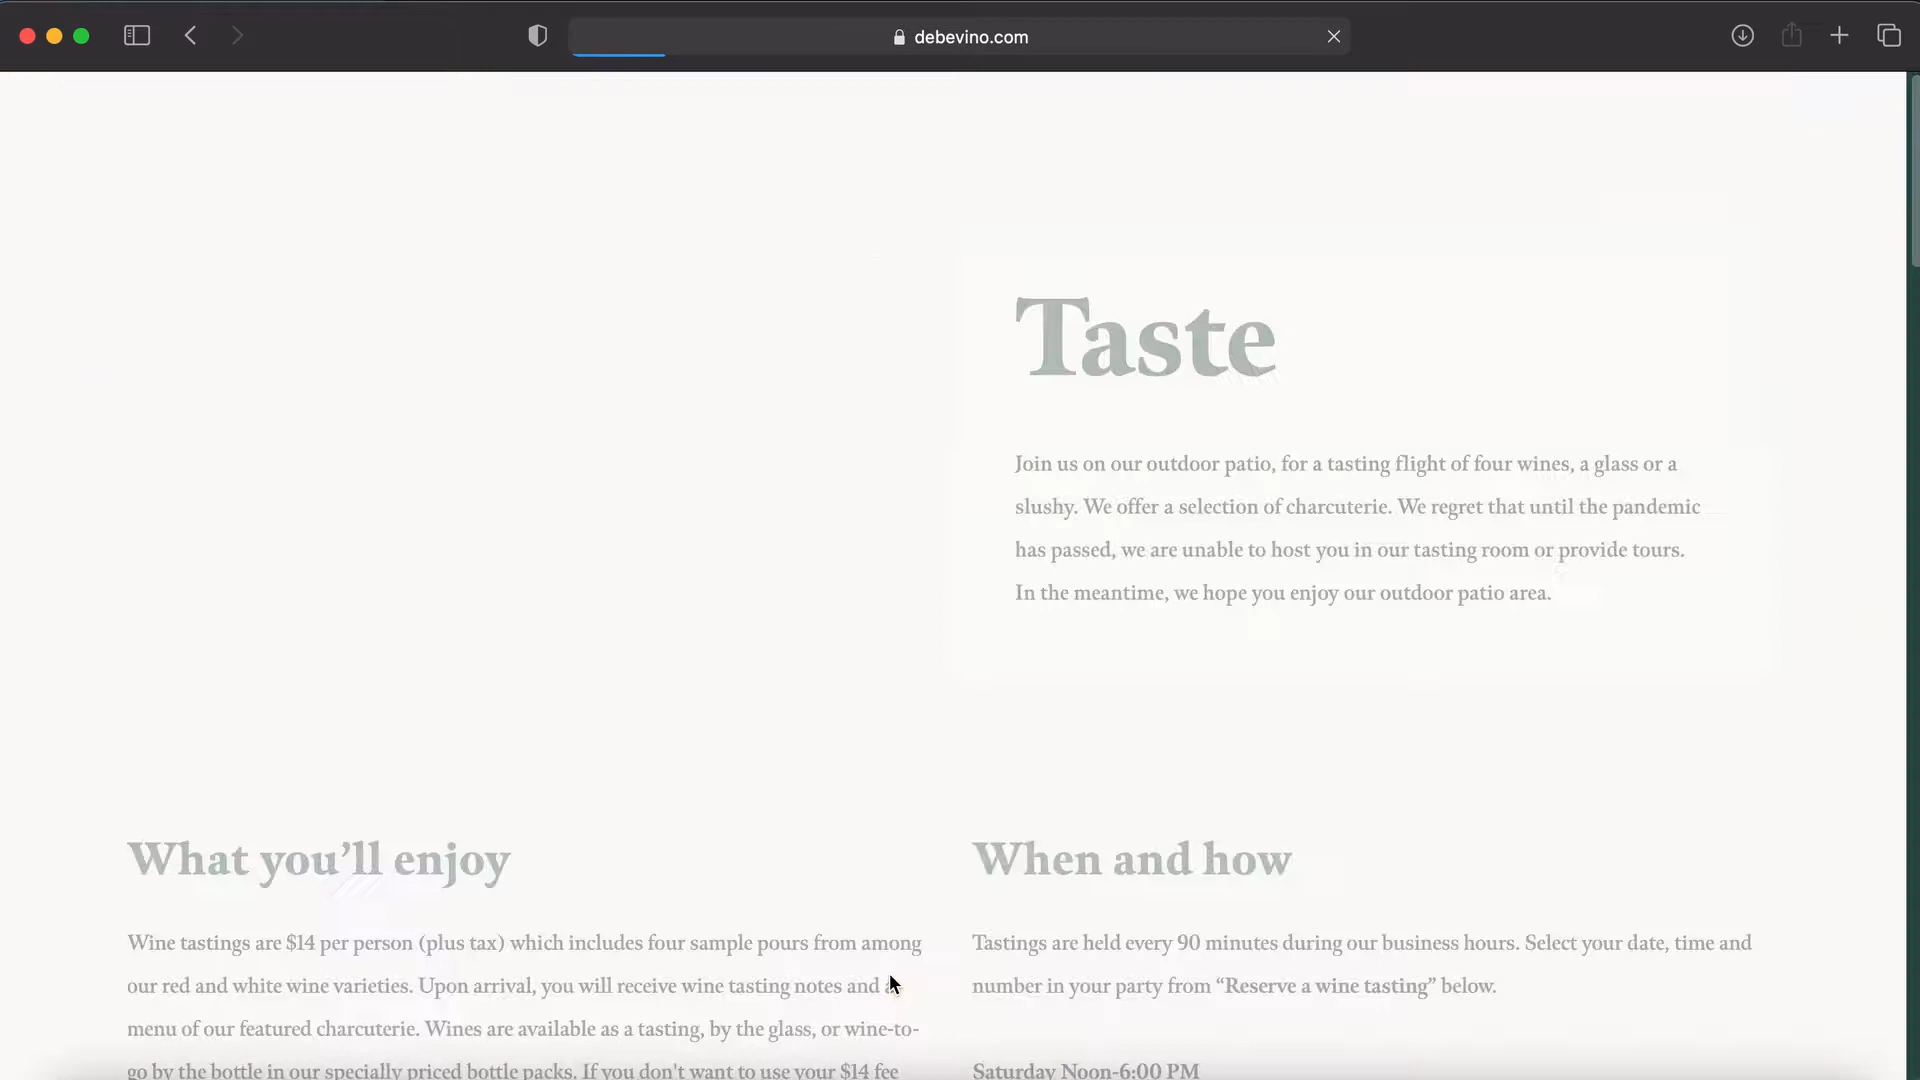 debevino.com
Taste
Join us on our outdoor patio, for a tasting flight of four wines, a glass or a
slushy. We offer a selection of charcuterie. We regret that until the pandemic
has passed, we are unable to host you in our tasting room or provide tours.
In the meantime, we hope you enjoy our outdoor patio area.
What you’ll enjoy
Wine tastings are $14 per person (plus tax) which includes four sample pours from among
our red and white wine varieties. Upon arrival, you will receive wine tasting notes and
menu of our featured charcuterie. Wines are available as a tasting, by the glass, or wine-to-
go by the bottle in our specially priced bottle packs. If you don't want to use your $14 fee
When and how
Tastings are held every 90 minutes during our business hours. Select your date, time and
number in your party from “Reserve a wine tasting” below.
Saturday Noon-6:00 PM